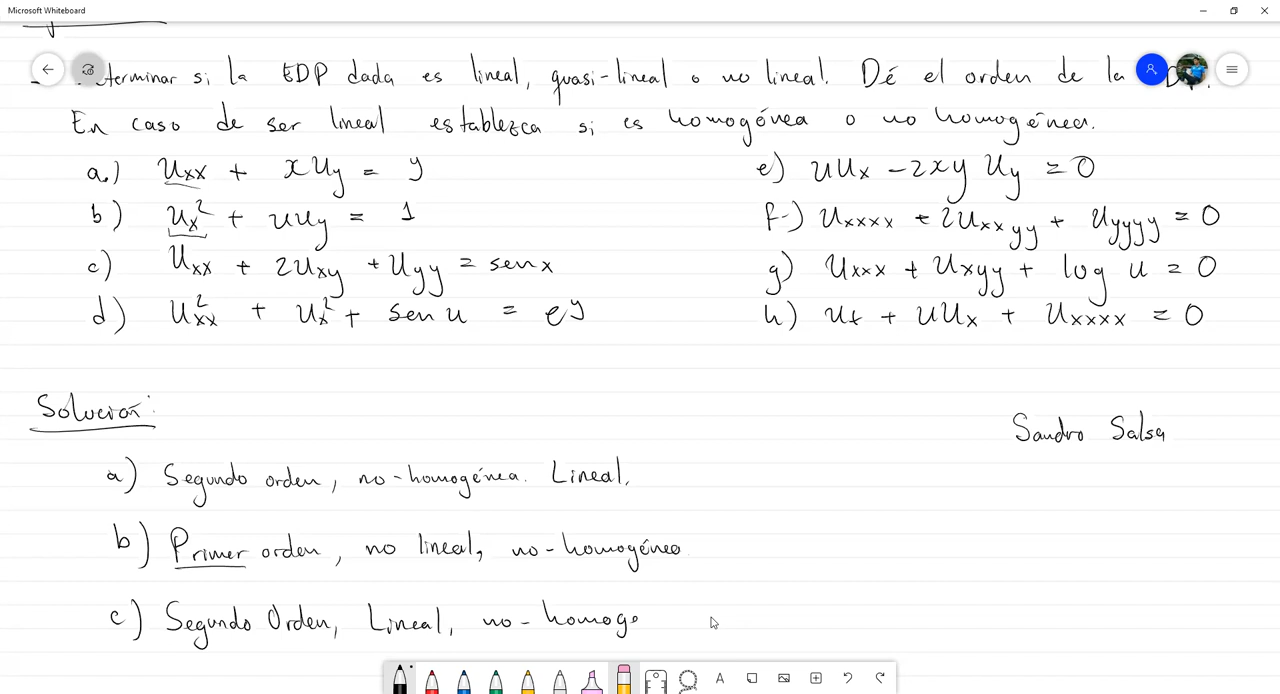 Microsoft Whiteboard
terminar si la EDP dada es lineal, quasi-lineal o no lineal. Dé el orden de la
En caso de ser lineal establezca si es homogénea o no homogénea.
a.) Uxx + xUy = y
b) Ux² + uUy = 1
c) Uxx + 2Uxy + Uyy = sen x
d) Uxx² + Ux² + sen u = e^y
e) uUx - 2xy Uy = 0
f-) Uxxxx + 2Uxxyy + Uyyyy = 0
g) Uxxx + Uxyy + log u = 0
h) Ut + uUx + Uxxxx = 0
Solución:
Sandro Salsa
a) Segundo orden, no-homogénea. Lineal.
b) Primer orden, no lineal, no-homogénea.
c) Segundo Orden, Lineal, no-homoge